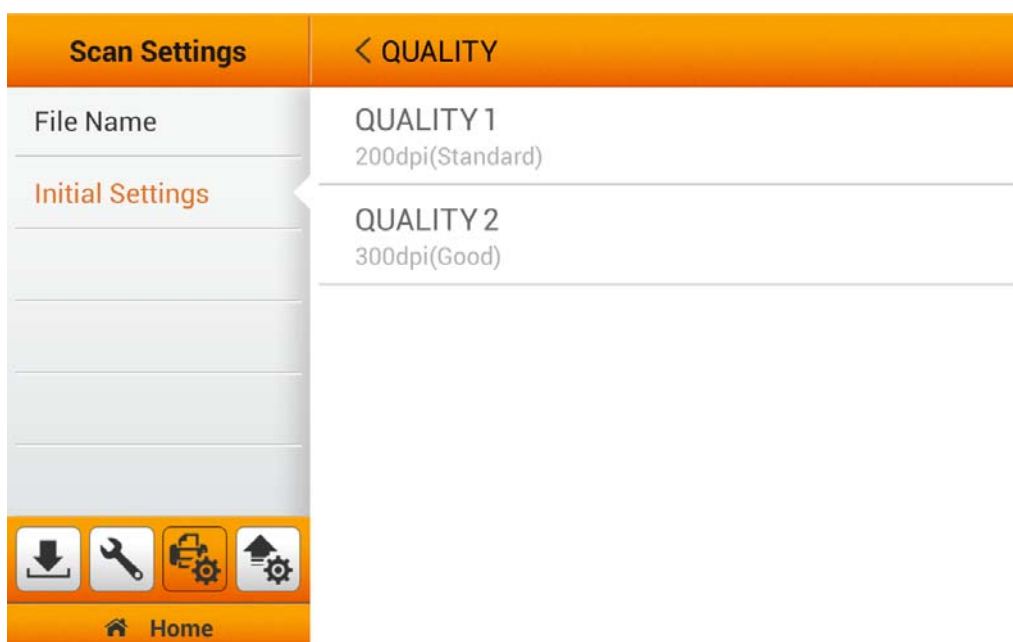 Scan Settings
< QUALITY
File Name
Initial Settings
QUALITY 1
200dpi(Standard)
QUALITY 2
300dpi(Good)
Home